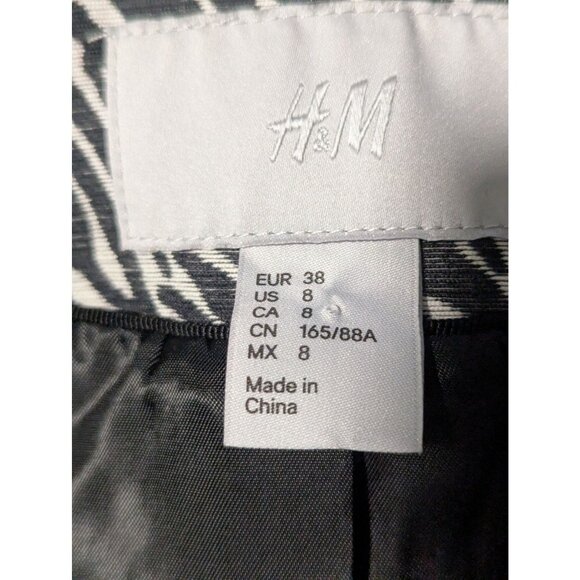 H&M
EUR 38
US 8
CA 8
CN 165/88A
MX 8
Made in
China